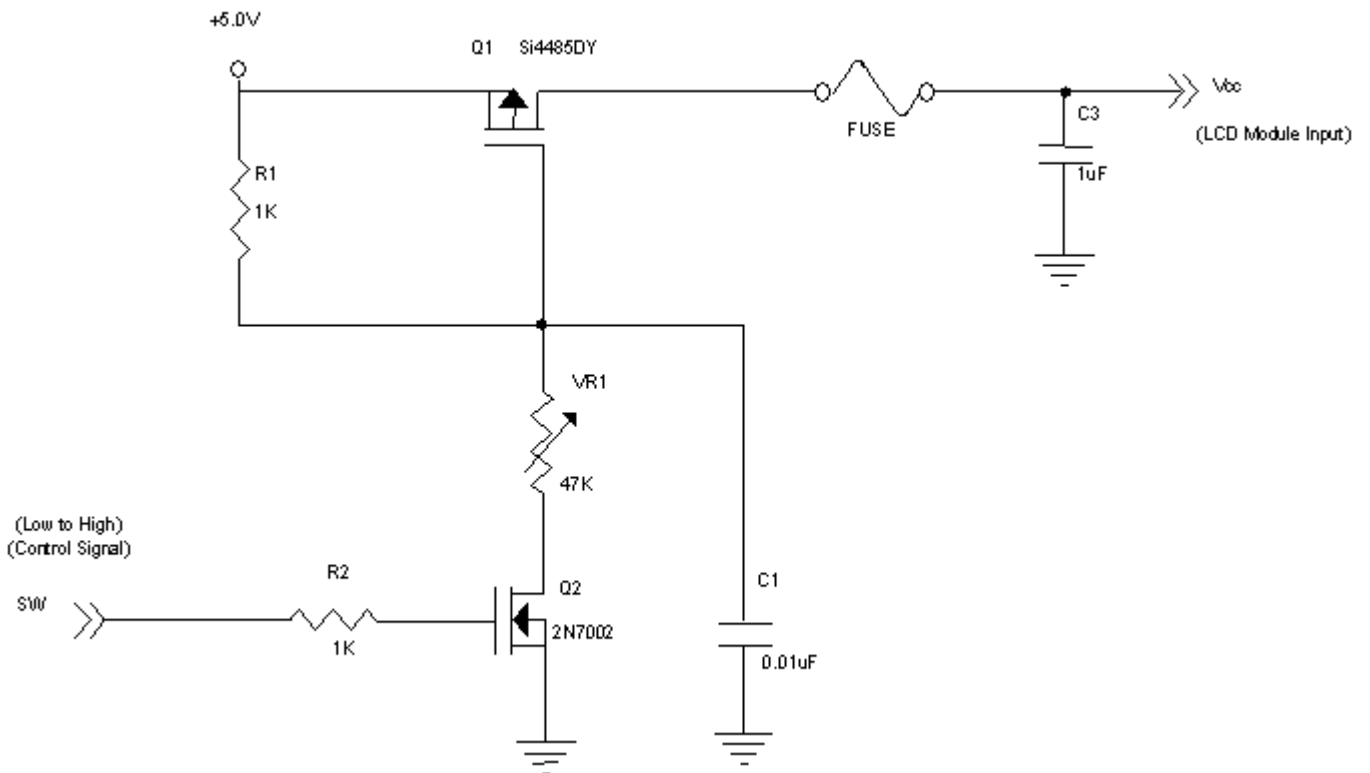 +5.0V
Q1 Si4485DY
FUSE
C3
1uF
Vcc
(LCD Module Input)
R1
1K
VR1
47K
(Low to High)
(Control Signal)
SW
R2
1K
Q2
2N7002
C1
0.01uF